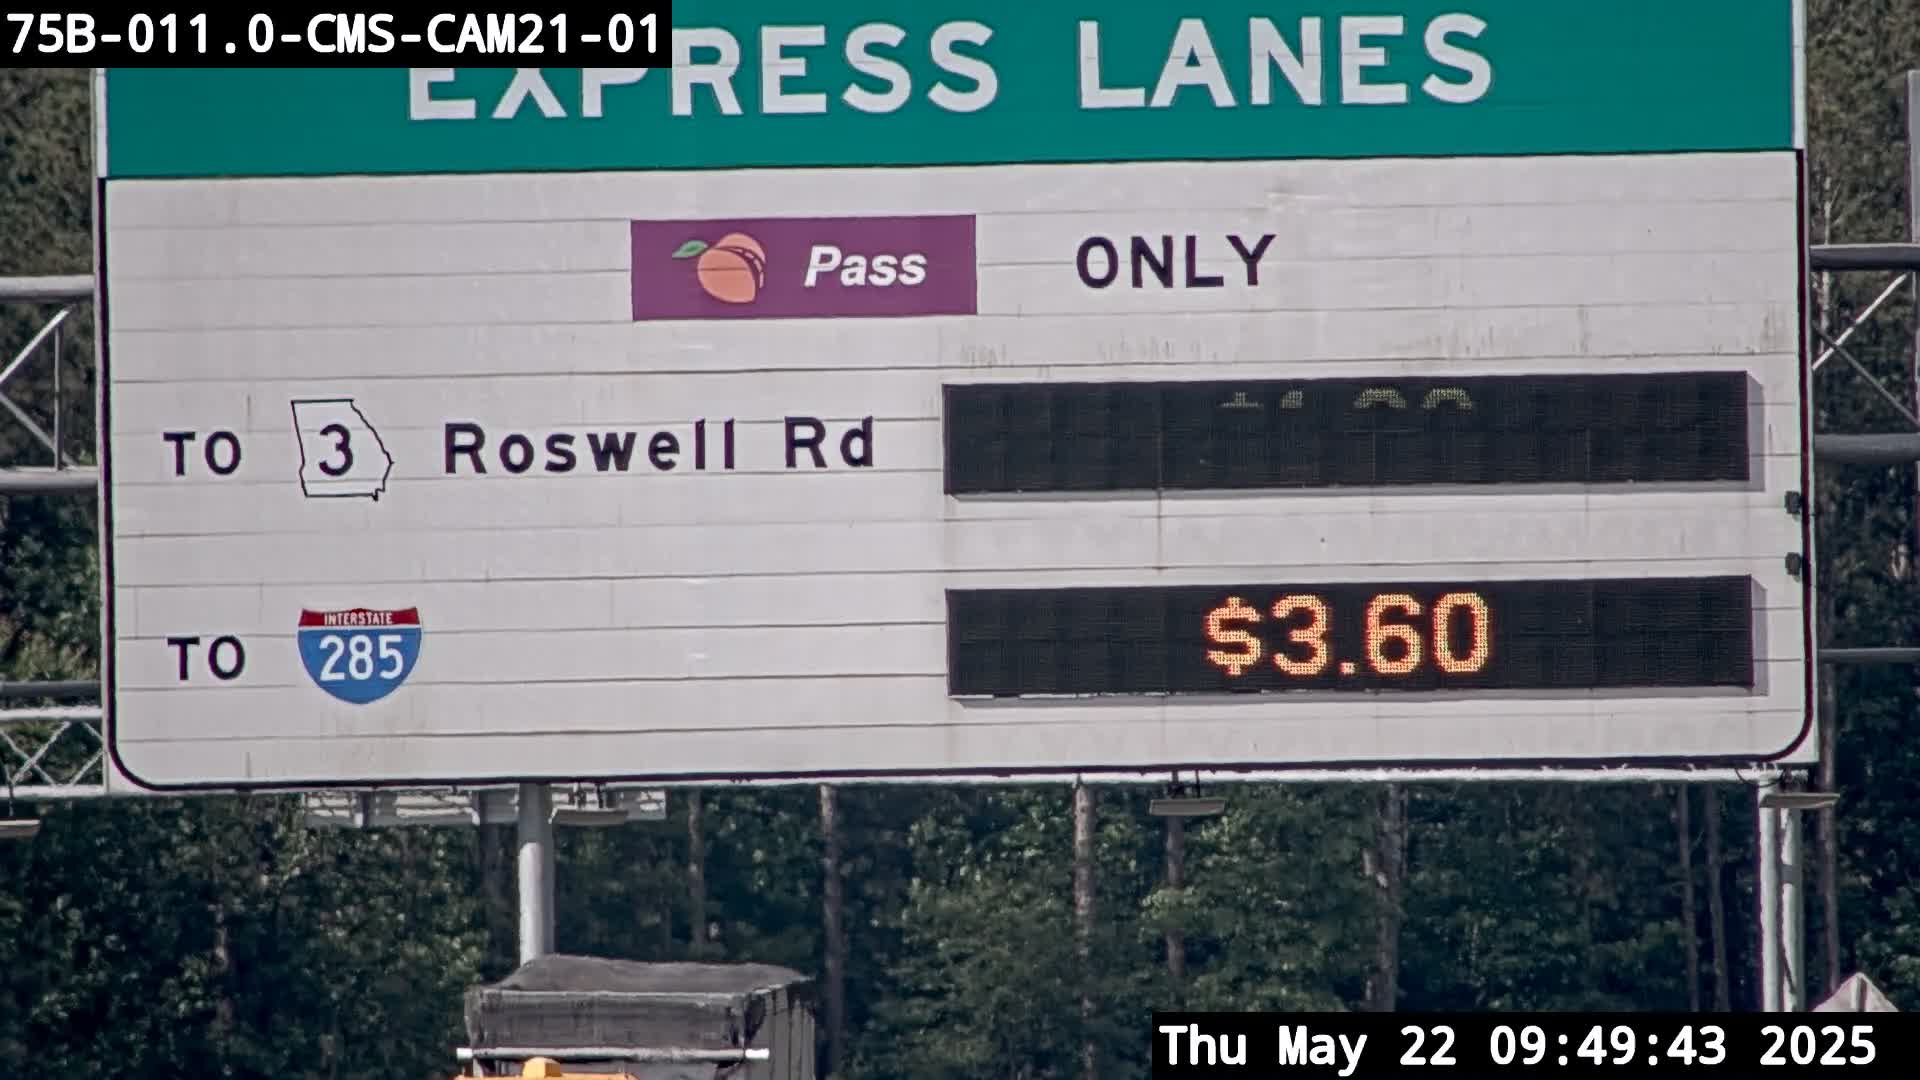 75B-011.0-CMS-CAM21-01
EXPRESS LANES
Pass ONLY
TO 3 Roswell Rd
TO INTERSTATE 285 $3.60
Thu May 22 09:49:43 2025